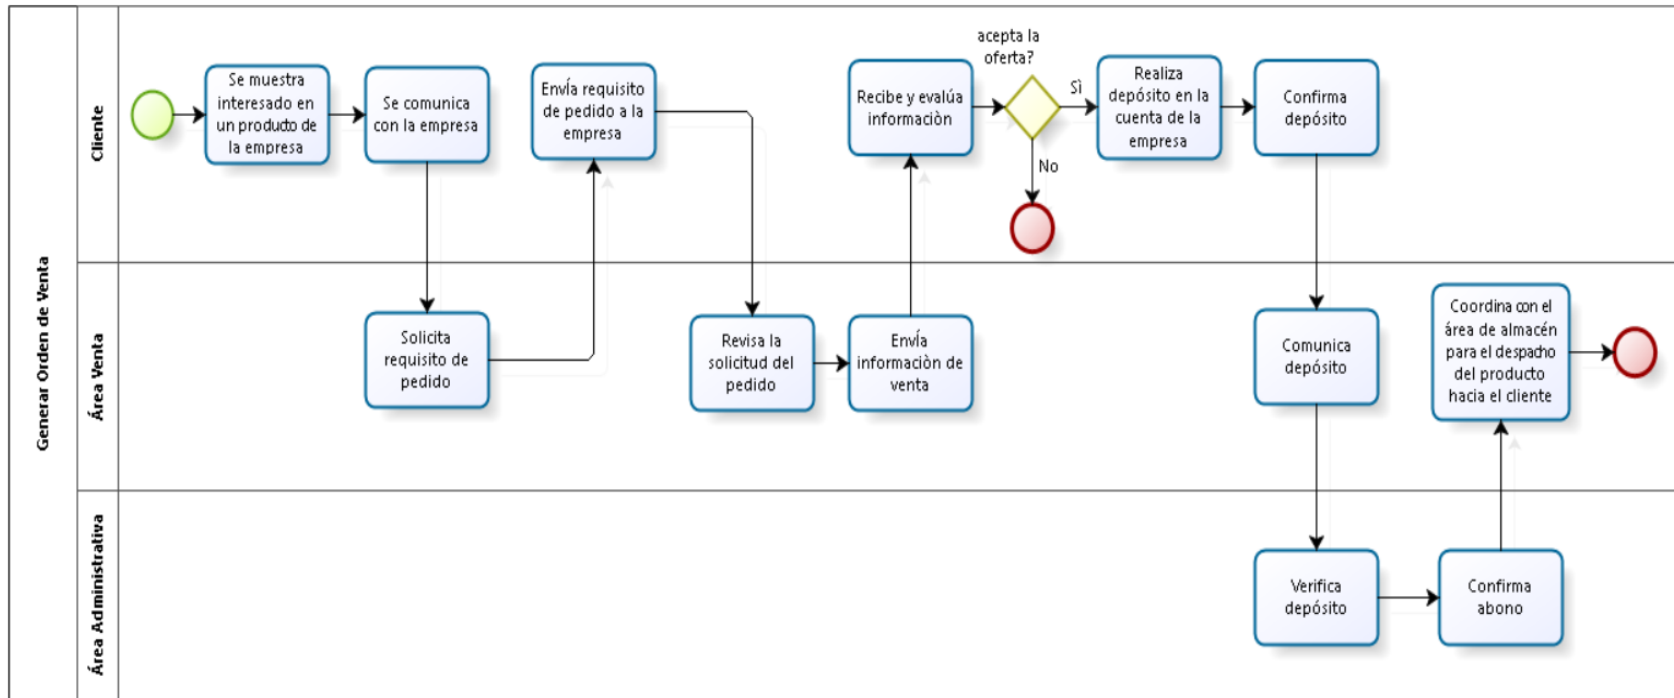 Generar Orden de Venta
Cliente
Se muestra
interesado en
un producto de
la empresa
Se comunica
con la empresa
EnvÍa requisito
de pedido a la
empresa
Recibe y evalúa
informaciòn
acepta la
oferta?
Sì
No
Realiza
depósito en la
cuenta de la
empresa
Confirma
depósito
Área Venta
Solicita
requisito de
pedido
Revisa la
solicitud del
pedido
EnvÍa
informaciòn de
venta
Comunica
depósito
Coordina con el
área de almacén
para el despacho
del producto
hacia el cliente
Área Administrativa
Verifica
depósito
Confirma
abono